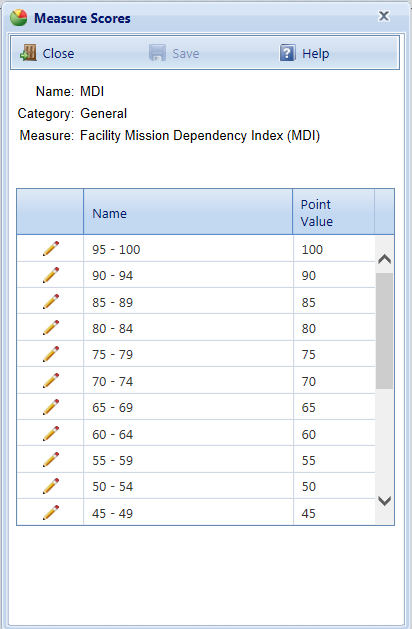 Measure Scores
Close Save Help
Name: MDI
Category: General
Measure: Facility Mission Dependency Index (MDI)
Name Point
Value
95 - 100 100
90 - 94 90
85 - 89 85
80 - 84 80
75 - 79 75
70 - 74 70
65 - 69 65
60 - 64 60
55 - 59 55
50 - 54 50
45 - 49 45